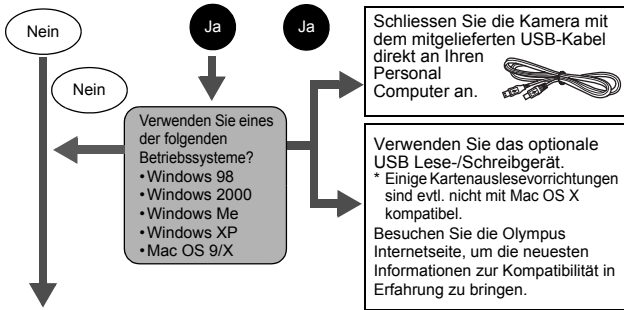 Nein
Ja
Ja
Nein
Verwenden Sie eines
der folgenden
Betriebssysteme?
• Windows 98
• Windows 2000
• Windows Me
• Windows XP
• Mac OS 9/X
Schliessen Sie die Kamera mit
dem mitgelieferten USB-Kabel
direkt an Ihren
Personal
Computer an.
Verwenden Sie das optionale
USB Lese-/Schreibgerät.
* Einige Kartenauslesevorrichtungen
sind evtl. nicht mit Mac OS X
kompatibel.
Besuchen Sie die Olympus
Internetseite, um die neuesten
Informationen zur Kompatibilität in
Erfahrung zu bringen.